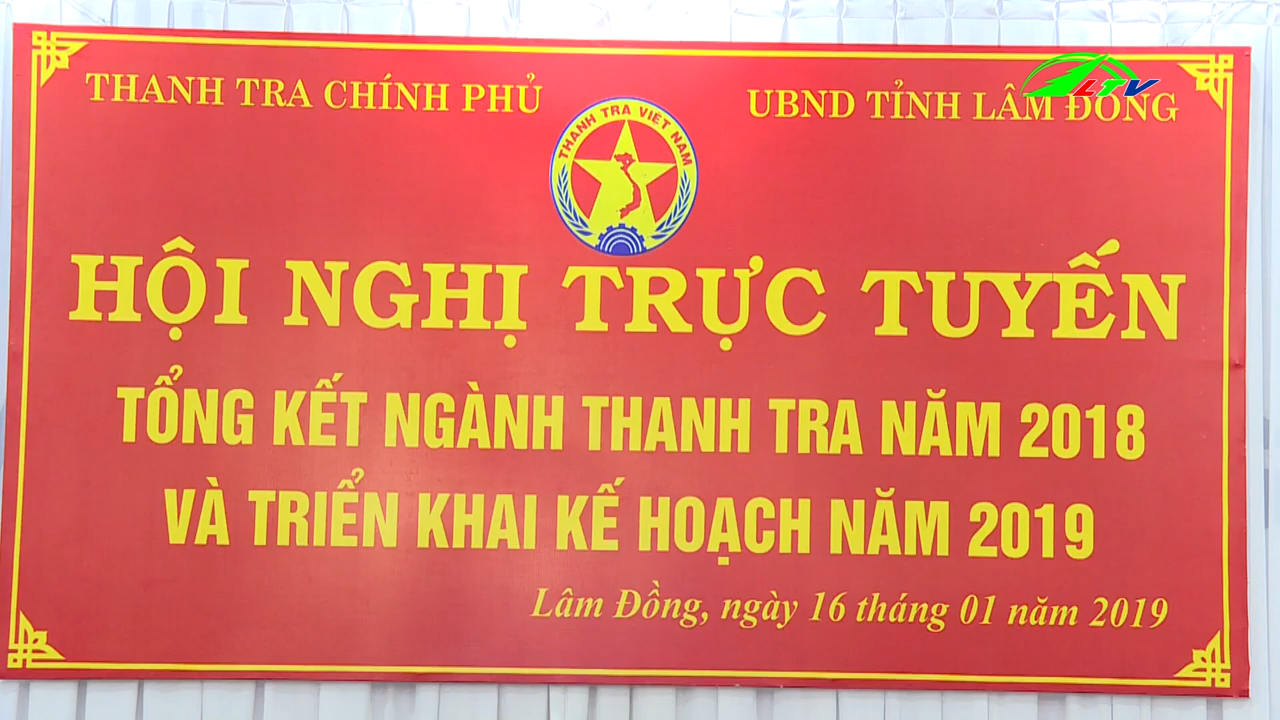 THANH TRA CHÍNH PHỦ
UBND TỈNH LÂM ĐỒNG
LTV
THANH TRA VIỆT NAM
HỘI NGHỊ TRỰC TUYẾN
TỔNG KẾT NGÀNH THANH TRA NĂM 2018
VÀ TRIỂN KHAI KẾ HOẠCH NĂM 2019
Lâm Đồng, ngày 16 tháng 01 năm 2019